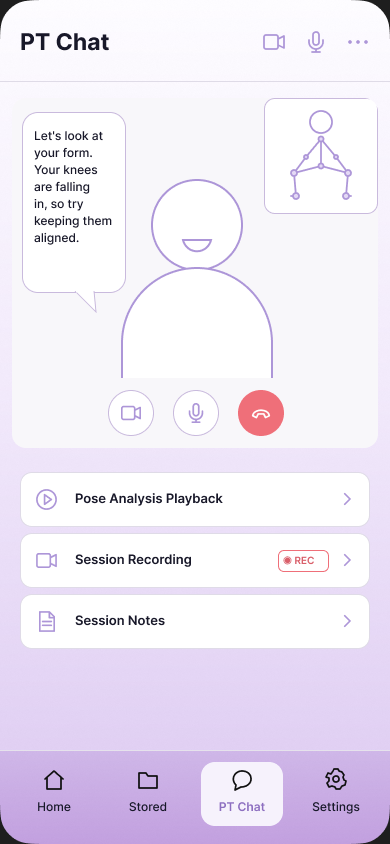 PT Chat
Let's look at
your form.
Your knees
are falling
in, so try
keeping them
aligned.
Pose Analysis Playback
Session Recording
REC
Session Notes
Home
Stored
PT Chat
Settings